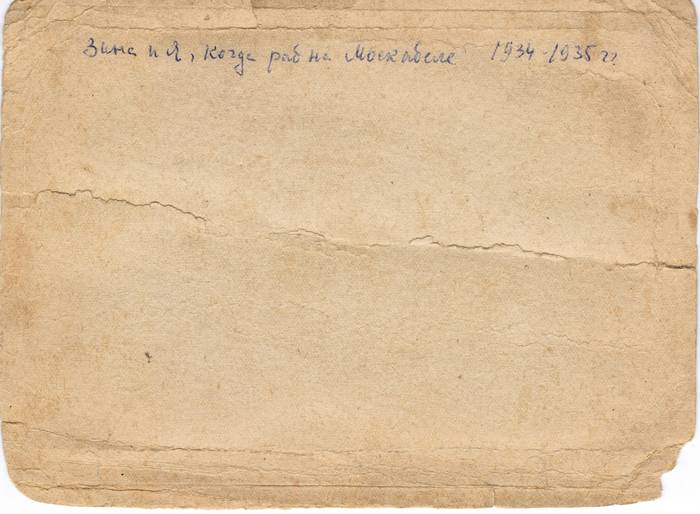 Зина и Я, когда раб на Москабеле 1934-1935 гг.